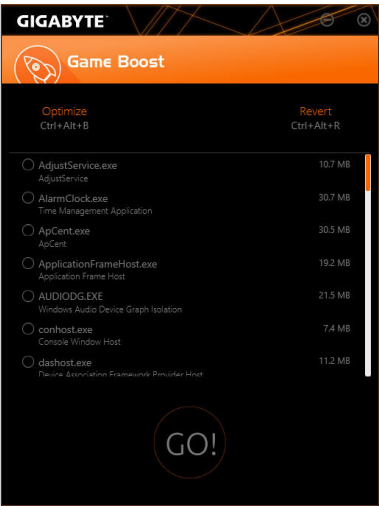 GIGABYTE™
Game Boost
Optimize Revert
Ctrl+Alt+B Ctrl+Alt+R
AdjustService.exe 10.7 MB
AdjustService
AlarmClock.exe 30.7 MB
Time Management Application
ApCent.exe 30.5 MB
ApCent
ApplicationFrameHost.exe 19.2 MB
Application Frame Host
AUDIODG.EXE 21.5 MB
Windows Audio Device Graph Isolation
conhost.exe 7.4 MB
Console Window Host
dashost.exe 11.2 MB
Device Association Framework Provider Host
GO!